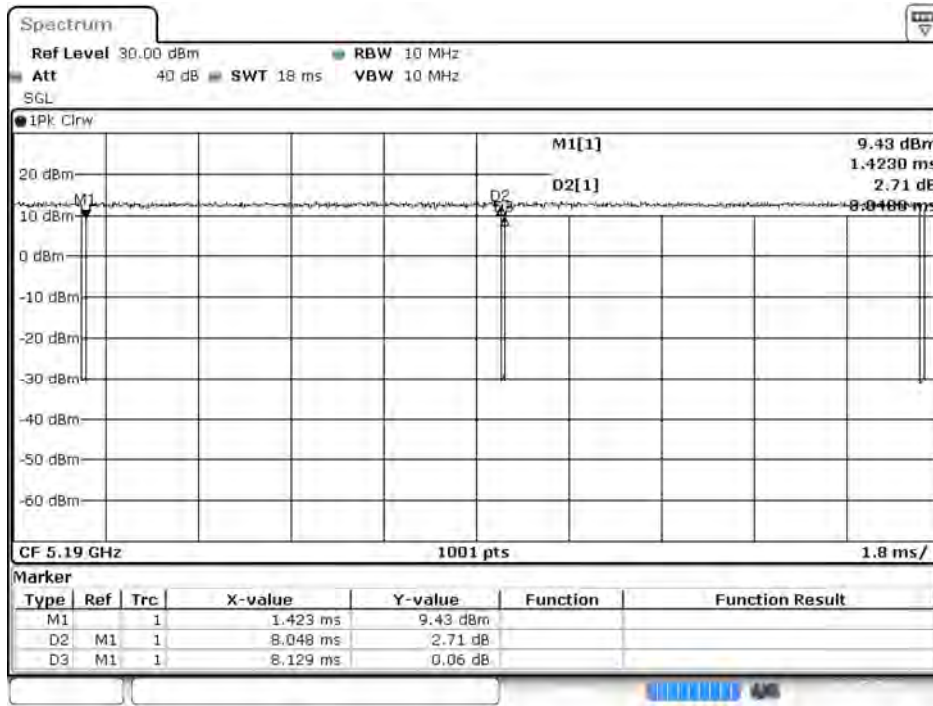 Spectrum
Ref Level 30.00 dBm RBW 10 MHz
Att 40 dB SWT 18 ms VBW 10 MHz
SGL
1Pk Clrw
M1[1] 9.43 dBm
1.4230 ms
20 dBm
D2[1] 2.71 dB
M1 D2 8.0480 ms
10 dBm
0 dBm
-10 dBm
-20 dBm
-30 dBm
-40 dBm
-50 dBm
-60 dBm
CF 5.19 GHz 1001 pts 1.8 ms/
Marker
Type Ref Trc X-value Y-value Function Function Result
M1 1 1.423 ms 9.43 dBm
D2 M1 1 8.048 ms 2.71 dB
D3 M1 1 8.129 ms 0.06 dB